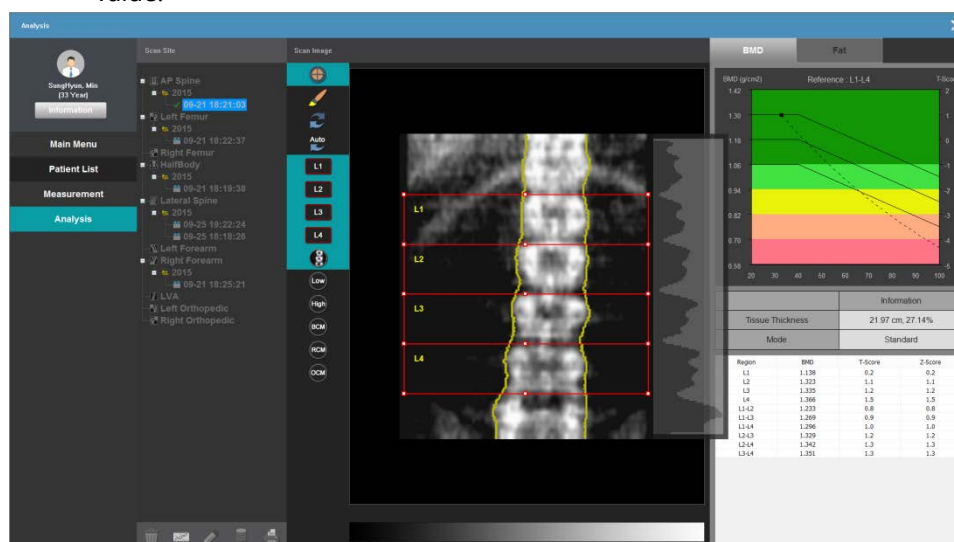 value.
Analysis
SungHyun, Min
(33 Year)
Information
Main Menu
Patient List
Measurement
Analysis
Scan Site
AP Spine
2015
09-21 18:21:03
Left Femur
2015
09-21 18:22:37
Right Femur
HalfBody
09-21 18:19:38
Lateral Spine
2015
09-25 19:22:24
09-25 18:18:26
Left Forearm
Right Forearm
2015
09-21 18:25:21
LVA
Left Orthopedic
Right Orthopedic
Scan Image
Auto
L1
L2
L3
L4
Low
High
BCM
RCM
OCM
L1
L2
L3
L4
BMD Fat
BMD (g/cm2) Reference : L1-L4 T-Score
1.42 2
1.30 1
1.18 0
1.06 -1
0.94 -2
0.82 -3
0.70 -4
0.58 -5
20 30 40 50 60 70 80 90 100
Information
Tissue Thickness 21.97 cm, 27.14%
Mode Standard
Region BMD T-Score Z-Score
L1 1.138 0.2 0.2
L2 1.323 1.1 1.1
L3 1.335 1.2 1.2
L4 1.366 1.5 1.5
L1-L2 1.233 0.8 0.8
L1-L3 1.269 0.9 0.9
L1-L4 1.296 1.0 1.0
L2-L3 1.329 1.2 1.2
L2-L4 1.342 1.3 1.3
L3-L4 1.351 1.3 1.3